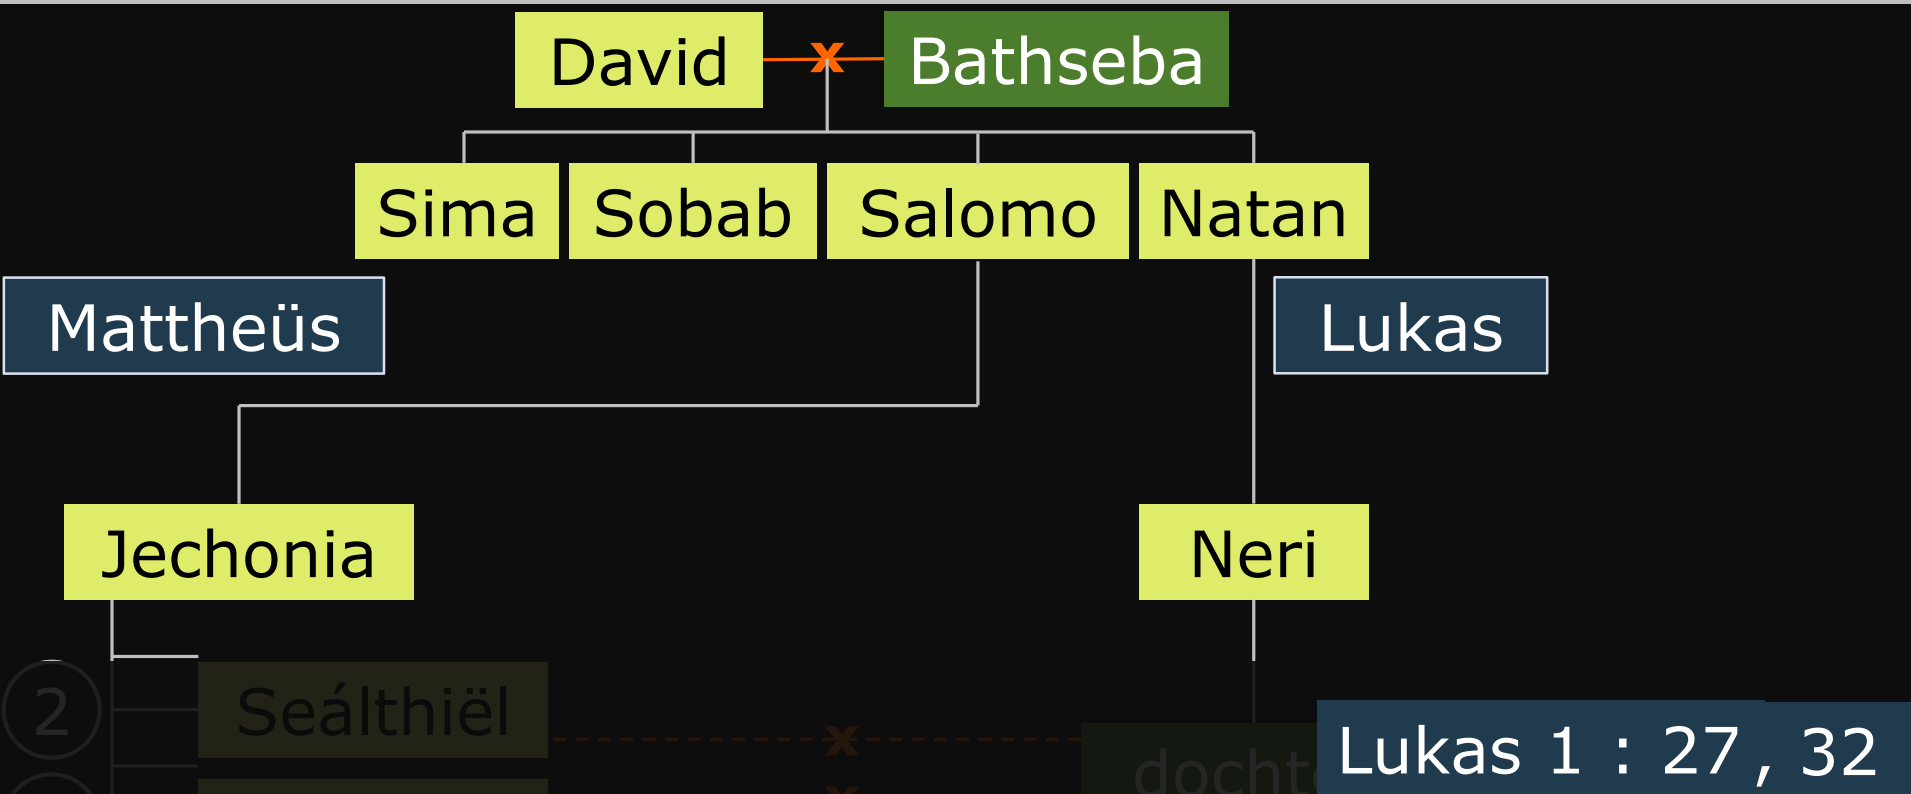 David x Bathseba
Sima Sobab Salomo Natan
Mattheüs Lukas
Jechonia Neri
2 Seálthiël
x
Lukas 1 : 27, 32